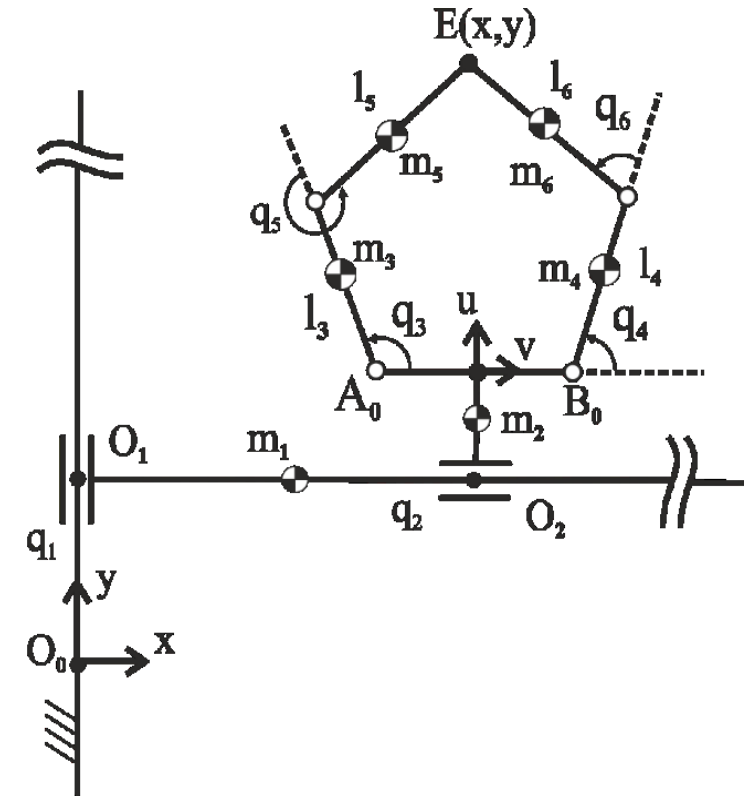 E(x,y)
l₅
l₆
q₆
m₅
m₆
q₅
m₃
m₄
l₄
l₃
q₃
u
q₄
v
A₀
B₀
m₂
O₁
m₁
q₂
O₂
q₁
y
O₀
x